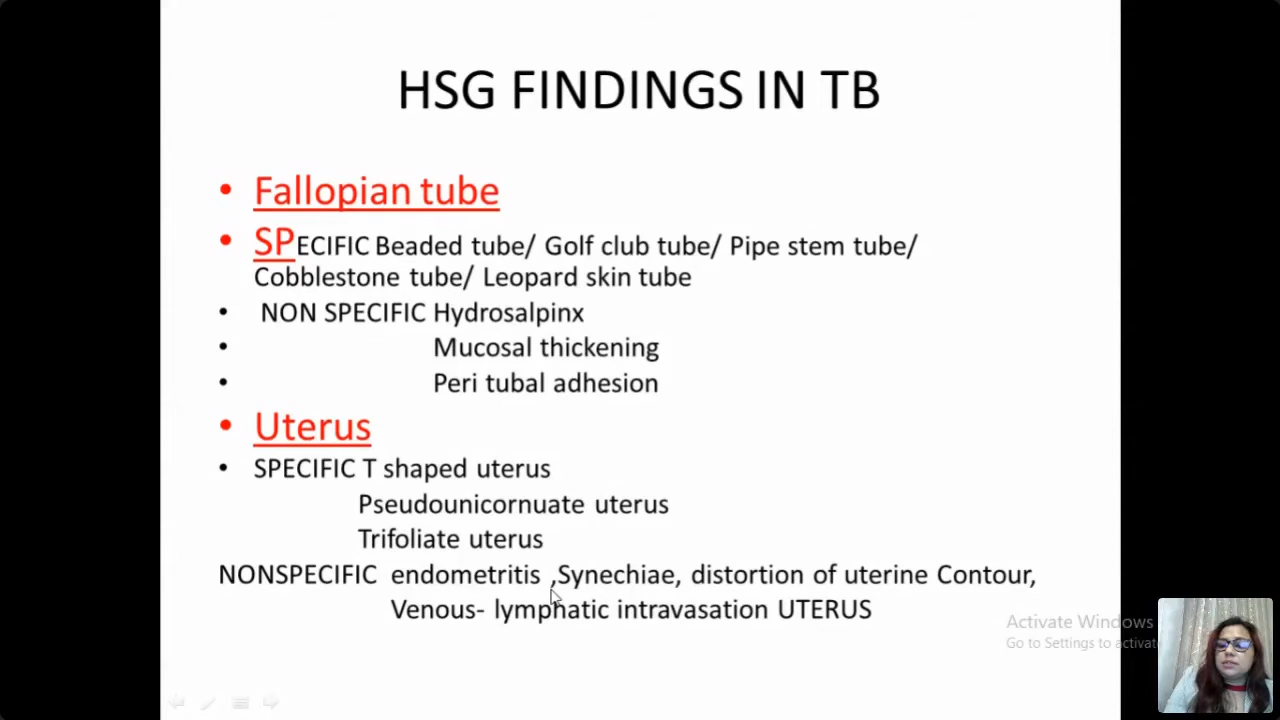 HSG FINDINGS IN TB
• Fallopian tube
• SPECIFIC Beaded tube/ Golf club tube/ Pipe stem tube/
Cobblestone tube/ Leopard skin tube
• NON SPECIFIC Hydrosalpinx
• Mucosal thickening
• Peri tubal adhesion
• Uterus
• SPECIFIC T shaped uterus
Pseudounicornuate uterus
Trifoliate uterus
NONSPECIFIC endometritis ,Synechiae, distortion of uterine Contour,
Venous- lymphatic intravasation UTERUS
Activate Windows
Go to Settings to activate